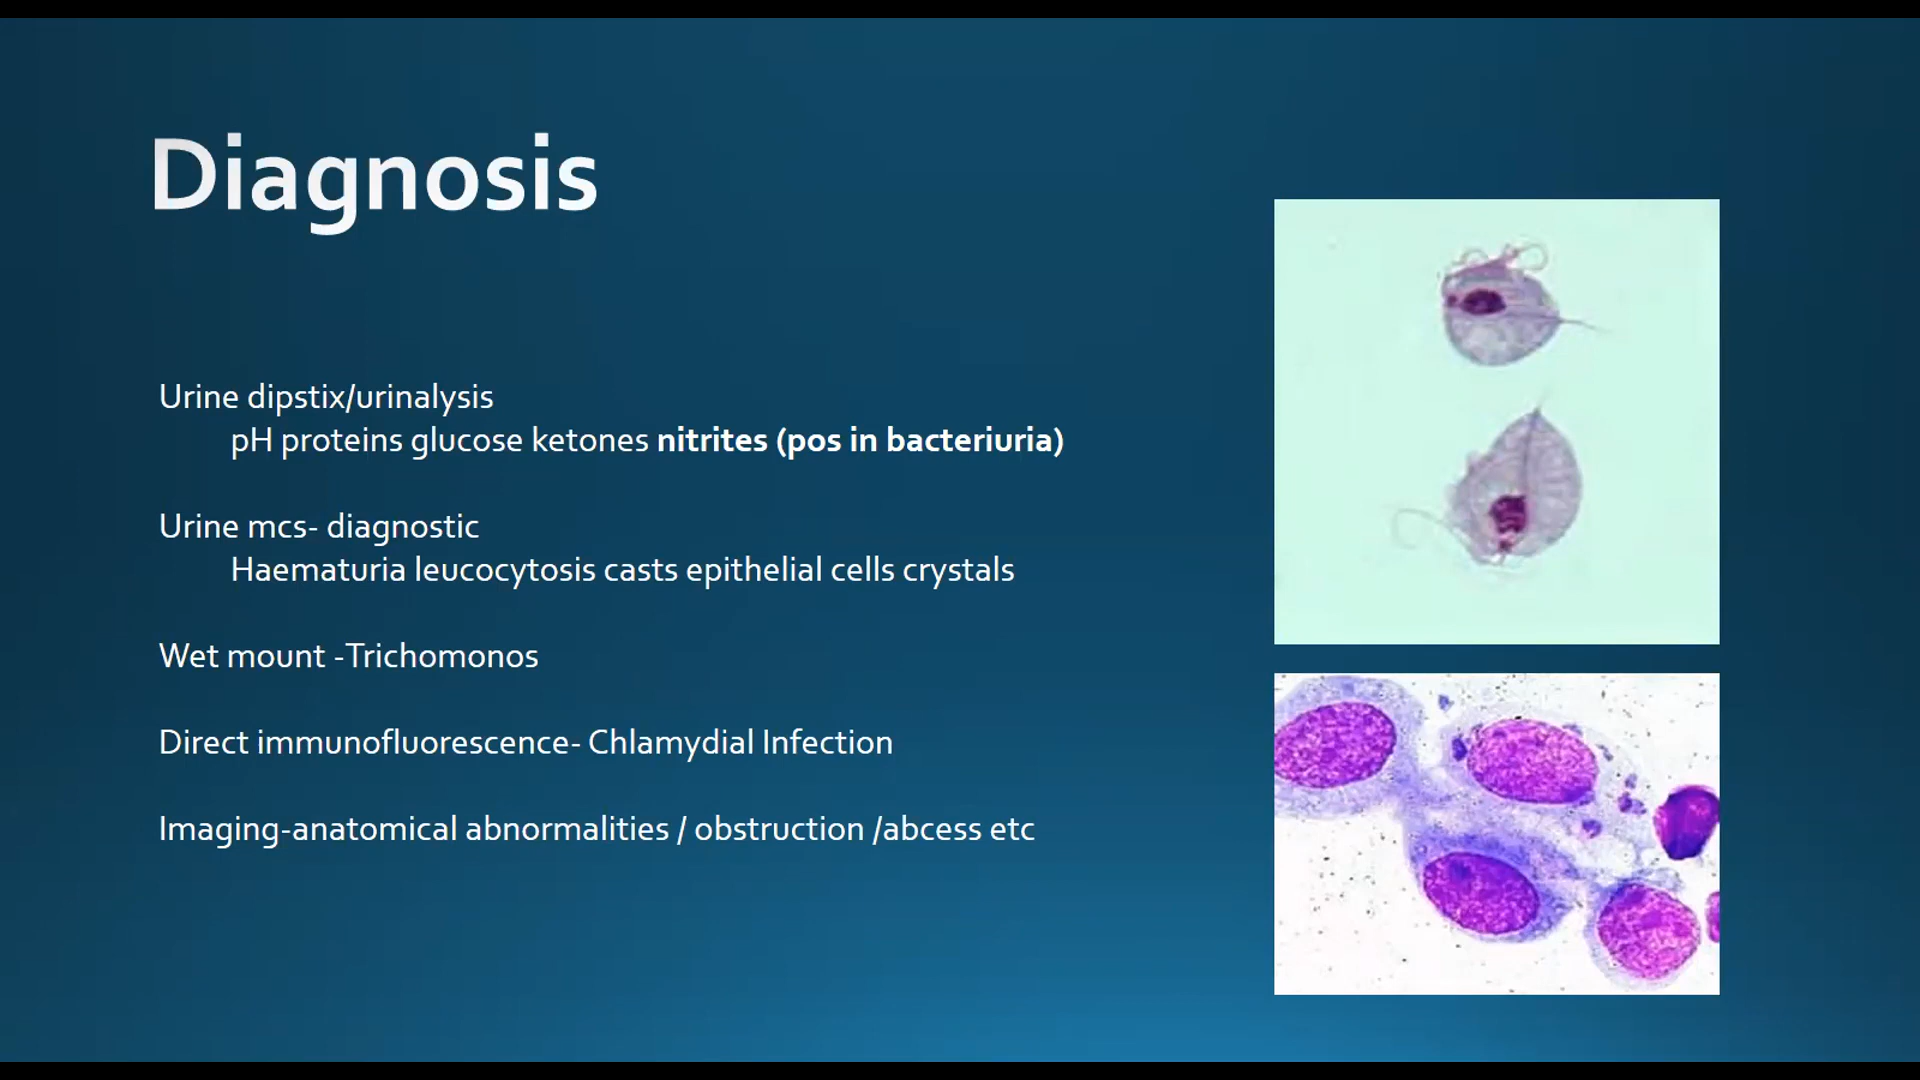 Diagnosis
Urine dipstix/urinalysis
pH proteins glucose ketones nitrites (pos in bacteriuria)
Urine mcs- diagnostic
Haematuria leucocytosis casts epithelial cells crystals
Wet mount -Trichomonos
Direct immunofluorescence- Chlamydial Infection
Imaging-anatomical abnormalities / obstruction /abcess etc